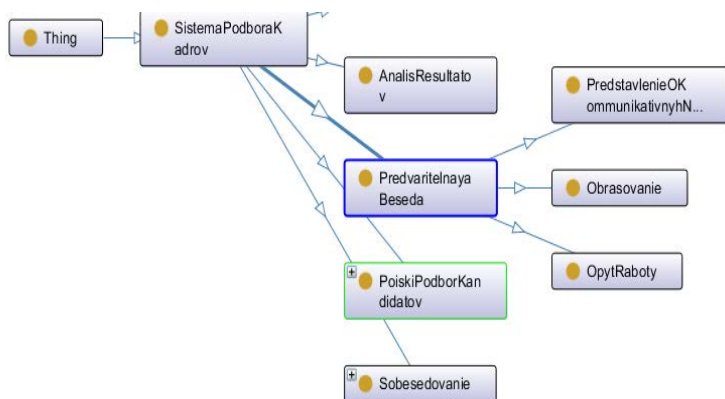 Thing
SistemaPodboraK
adrov
AnalisResultato
v
PredstavlenieOK
ommunikativnyhN...
Predvaritelnaya
Beseda
Obrasovanie
OpytRaboty
PoiskiPodborKan
didatov
Sobesedovanie